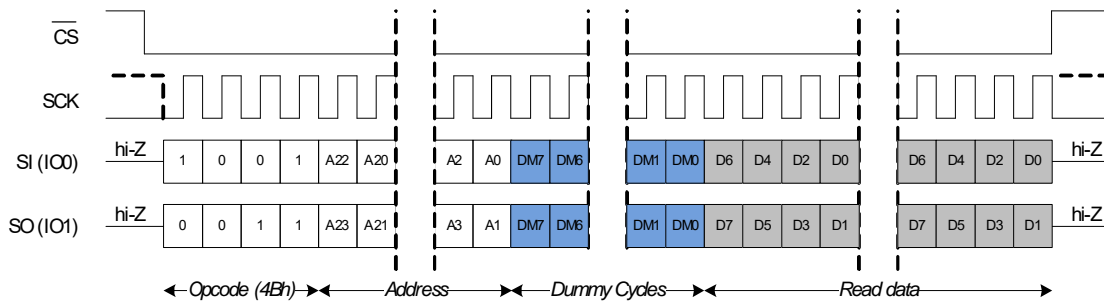 CS
SCK
SI (IO0) hi-Z 1 0 0 1 A22 A20 A2 A0 DM7 DM6 DM1 DM0 D6 D4 D2 D0 D6 D4 D2 D0 hi-Z
SO (IO1) hi-Z 0 0 1 1 A23 A21 A3 A1 DM7 DM6 DM1 DM0 D7 D5 D3 D1 D7 D5 D3 D1 hi-Z
Opcode (4Bh) Address Dummy Cycles Read data